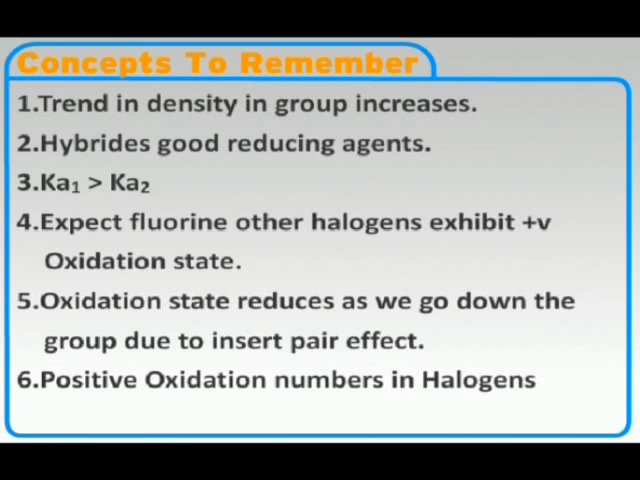 Concepts To Remember
1.Trend in density in group increases.
2.Hybrides good reducing agents.
3.Ka₁ > Ka₂
4.Expect fluorine other halogens exhibit +v
Oxidation state.
5.Oxidation state reduces as we go down the
group due to insert pair effect.
6.Positive Oxidation numbers in Halogens